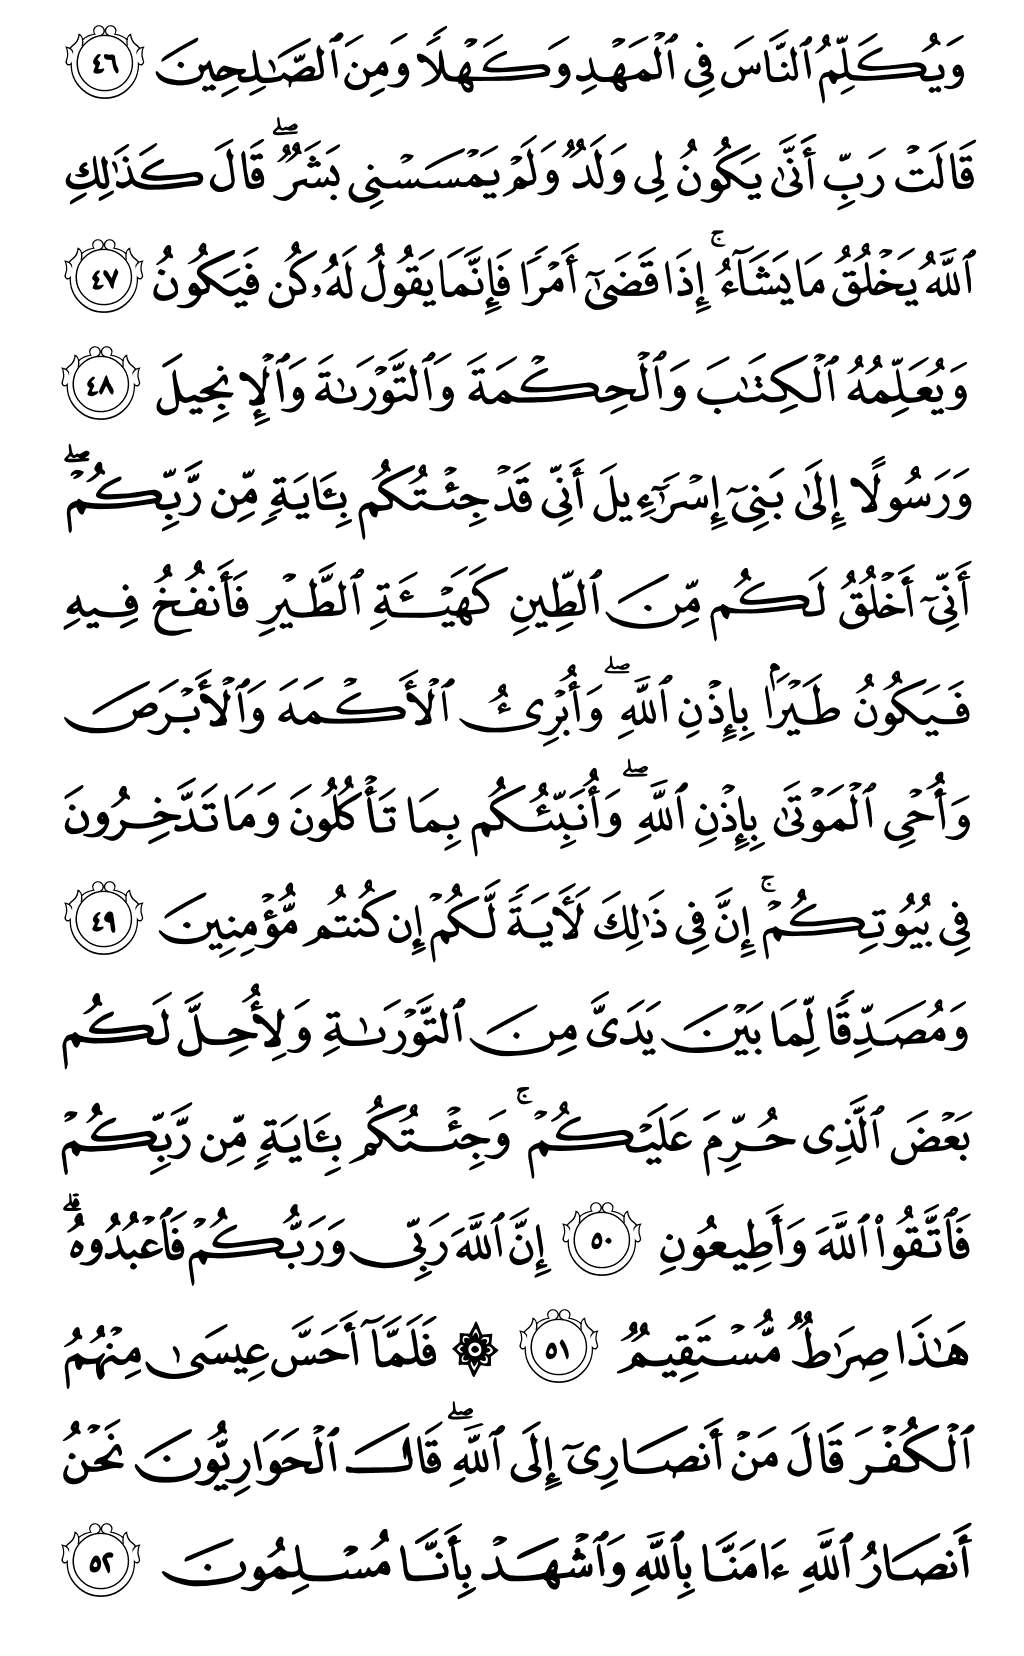 وَيُكَلِّمُ ٱلنَّاسَ فِى ٱلْمَهْدِ وَكَهْلًا وَمِنَ ٱلصَّـٰلِحِينَ ٤٦
قَالَتْ رَبِّ أَنَّىٰ يَكُونُ لِى وَلَدٌ وَلَمْ يَمْسَسْنِى بَشَرٌ ۖ قَالَ كَذَٰلِكِ
ٱللَّهُ يَخْلُقُ مَا يَشَآءُ ۚ إِذَا قَضَىٰٓ أَمْرًا فَإِنَّمَا يَقُولُ لَهُۥ كُن فَيَكُونُ ٤٧
وَيُعَلِّمُهُ ٱلْكِتَـٰبَ وَٱلْحِكْمَةَ وَٱلتَّوْرَىٰةَ وَٱلْإِنجِيلَ ٤٨
وَرَسُولًا إِلَىٰ بَنِىٓ إِسْرَٰٓءِيلَ أَنِّى قَدْ جِئْتُكُم بِـَٔايَةٍ مِّن رَّبِّكُمْ ۖ
أَنِّىٓ أَخْلُقُ لَكُم مِّنَ ٱلطِّينِ كَهَيْـَٔةِ ٱلطَّيْرِ فَأَنفُخُ فِيهِ
فَيَكُونُ طَيْرًۢا بِإِذْنِ ٱللَّهِ ۖ وَأُبْرِئُ ٱلْأَكْمَهَ وَٱلْأَبْرَصَ
وَأُحْىِ ٱلْمَوْتَىٰ بِإِذْنِ ٱللَّهِ ۖ وَأُنَبِّئُكُم بِمَا تَأْكُلُونَ وَمَا تَدَّخِرُونَ
فِى بُيُوتِكُمْ ۚ إِنَّ فِى ذَٰلِكَ لَـَٔايَةً لَّكُمْ إِن كُنتُم مُّؤْمِنِينَ ٤٩
وَمُصَدِّقًا لِّمَا بَيْنَ يَدَىَّ مِنَ ٱلتَّوْرَىٰةِ وَلِأُحِلَّ لَكُم
بَعْضَ ٱلَّذِى حُرِّمَ عَلَيْكُمْ ۚ وَجِئْتُكُم بِـَٔايَةٍ مِّن رَّبِّكُمْ
فَٱتَّقُوا۟ ٱللَّهَ وَأَطِيعُونِ ٥٠ إِنَّ ٱللَّهَ رَبِّى وَرَبُّكُمْ فَٱعْبُدُوهُ ۗ
هَـٰذَا صِرَٰطٌ مُّسْتَقِيمٌ ٥١ ۞ فَلَمَّآ أَحَسَّ عِيسَىٰ مِنْهُمُ
ٱلْكُفْرَ قَالَ مَنْ أَنصَارِىٓ إِلَى ٱللَّهِ ۖ قَالَ ٱلْحَوَارِيُّونَ نَحْنُ
أَنصَارُ ٱللَّهِ ءَامَنَّا بِٱللَّهِ وَٱشْهَدْ بِأَنَّا مُسْلِمُونَ ٥٢